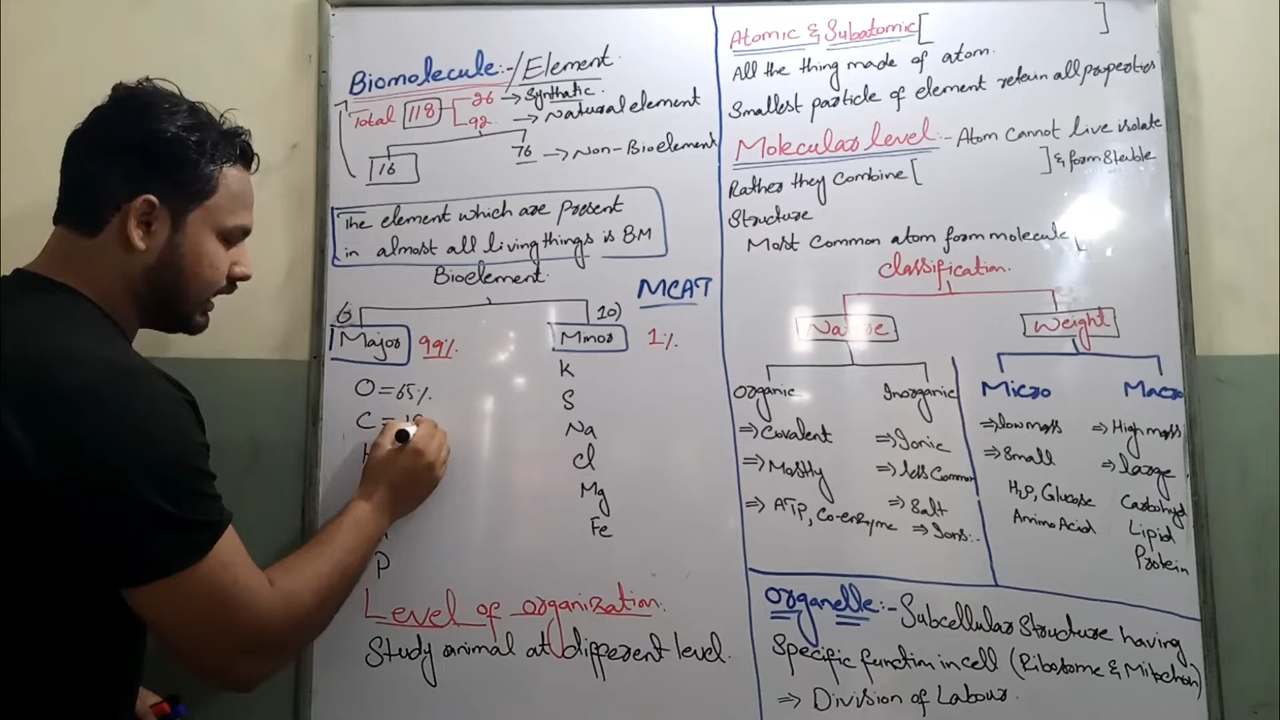 Biomolecule:-/Element
Total 118 26 → Synthatic.
92 → Natural element
16 76 → Non-Bioelement
The element which are present
in almost all living things is BM
Bioelement.
6) 10) MCAT
Major 99% Minor 1%
O = 65% K
C = S
Na
Cl
Mg
Fe
P
Level of organization.
Study animal at different level.
Atomic & Subatomic [ ]
All the thing made of atom.
Smallest particle of element retain all properties
Molecular level:- Atom cannot live isolate
Rather they combine [ ] & form Stable
Structure
Most Common atom form molecule
Classification.
Nature Weight
Organic Inorganic Micro Macro
⇒ Covalent ⇒ Ionic ⇒ low mass ⇒ High mass
⇒ Mostly ⇒ less Common ⇒ Small ⇒ large
⇒ ATP, Co-enzyme ⇒ Salt H2O, Glucose Carbohyd
⇒ Ions:. Amino Acid Lipid
Protein
Organelle:- Subcellular Structure having
Specific function in cell (Ribosome & Mitochon)
⇒ Division of Labour.